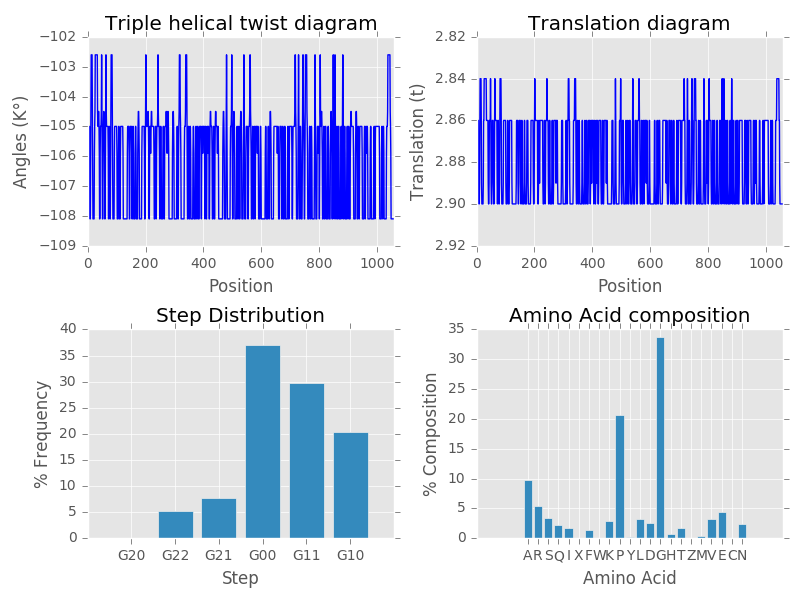 Triple helical twist diagram
−102
−103
−104
−105
−106
−107
−108
−109
Angles (K°)
0 200 400 600 800 1000
Position
Translation diagram
2.82
2.84
2.86
2.88
2.90
2.92
Translation (t)
0 200 400 600 800 1000
Position
Step Distribution
40
35
30
25
20
15
10
5
0
% Frequency
G20 G22 G21 G00 G11 G10
Step
Amino Acid composition
35
30
25
20
15
10
5
0
% Composition
A R S Q I X F W K P Y L D G H T Z M V E C N
Amino Acid